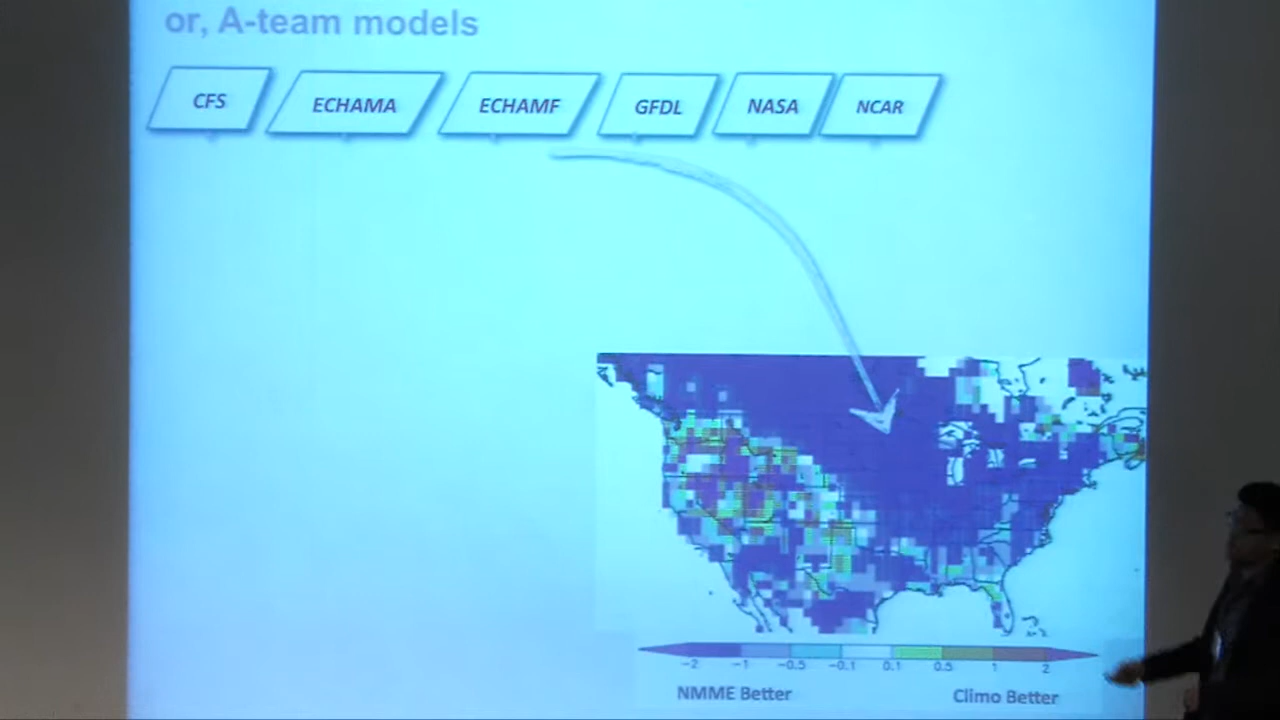 or, A-team models
CFS ECHAMA ECHAMF GFDL NASA NCAR
-2 -1 -0.5 -0.1 0.1 0.5 1 2
NMME Better Climo Better